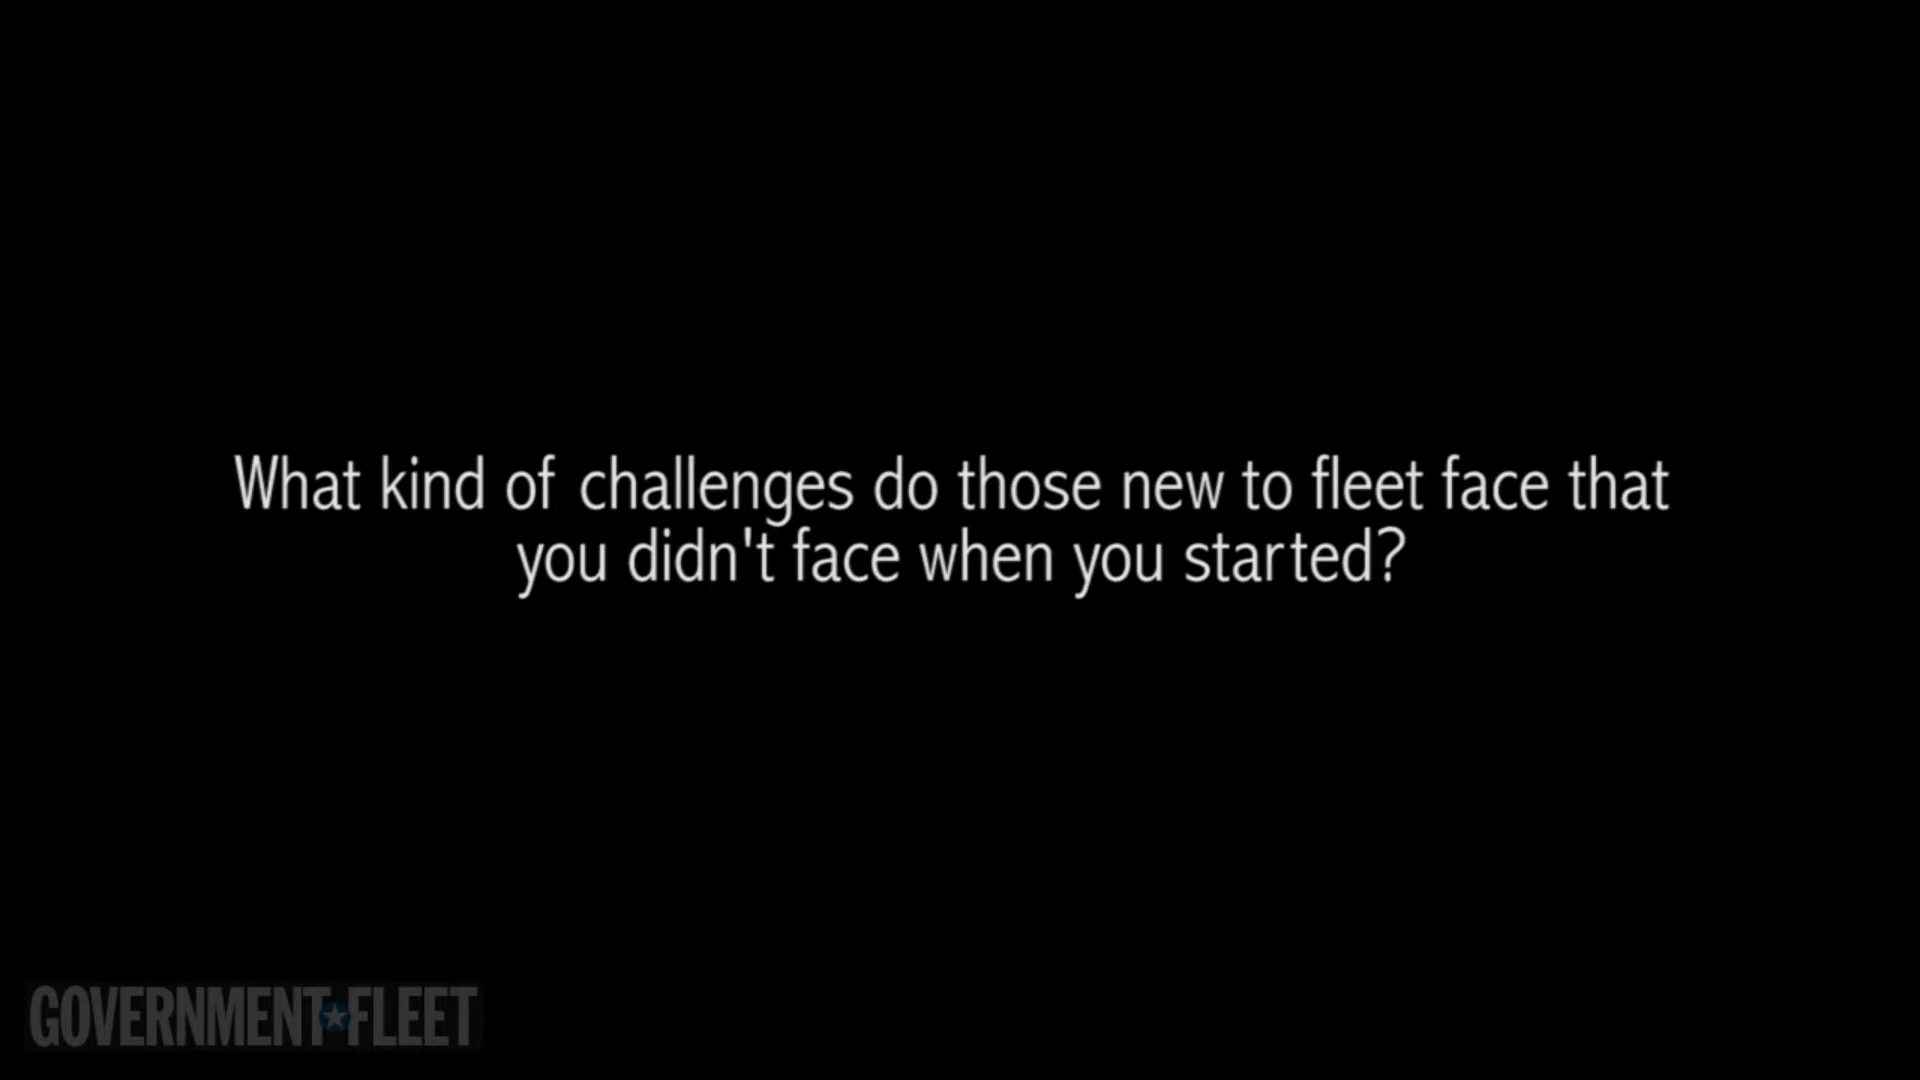 What kind of challenges do those new to fleet face that
you didn't face when you started?
GOVERNMENT FLEET